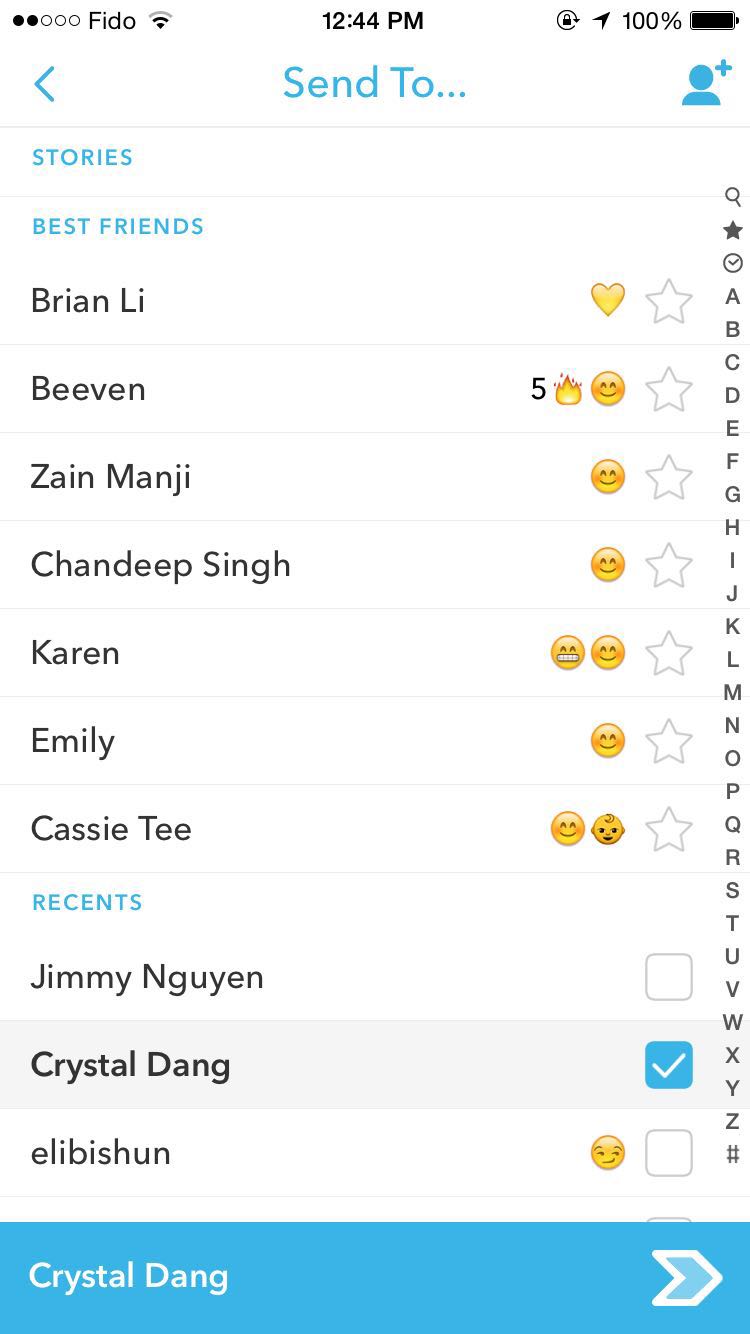 Fido 12:44 PM 100%
Send To...
STORIES
BEST FRIENDS
Brian Li
Beeven 5
Zain Manji
Chandeep Singh
Karen
Emily
Cassie Tee
RECENTS
Jimmy Nguyen
Crystal Dang
elibishun
Crystal Dang
A
B
C
D
E
F
G
H
I
J
K
L
M
N
O
P
Q
R
S
T
U
V
W
X
Y
Z
#